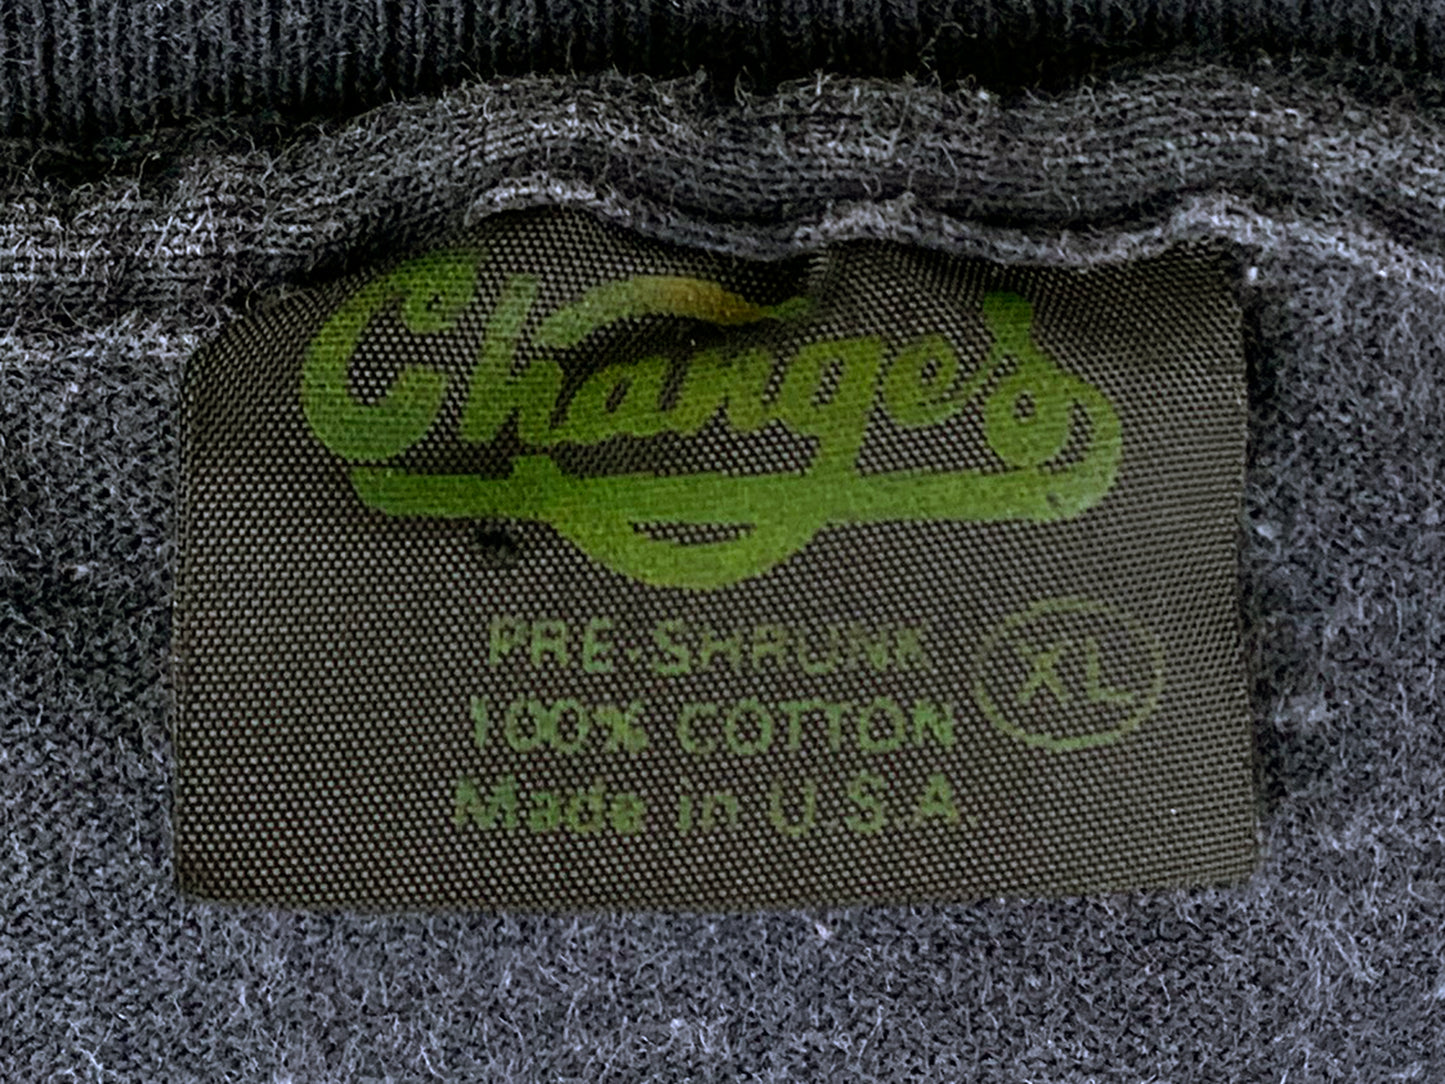 Changes
PRE-SHRUNK
100% COTTON
XL
Made in U.S.A.